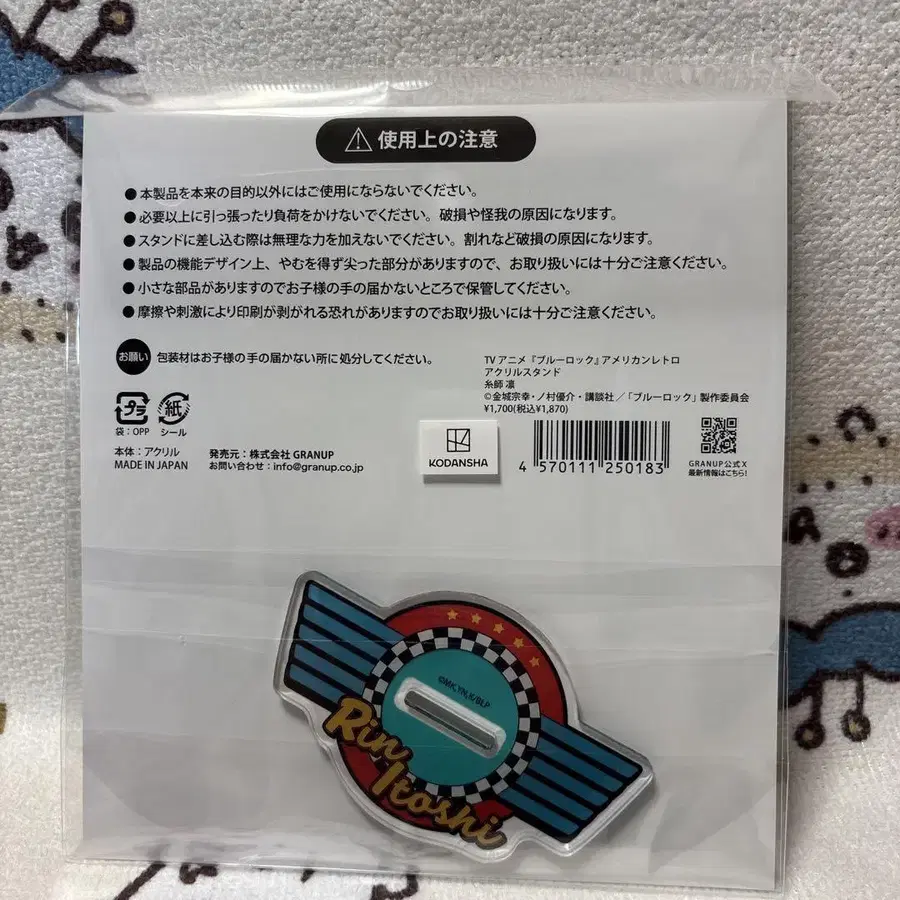 使用上の注意
● 本製品を本来の目的以外にはご使用にならないでください。
● 必要以上に引っ張ったり負荷をかけないでください。破損や怪我の原因になります。
● スタンドに差し込む際は無理な力を加えないでください。割れなど破損の原因になります。
● 製品の機能デザイン上、やむを得ず尖った部分がありますので、お取り扱いには十分ご注意ください。
● 小さな部品がありますのでお子様の手の届かないところで保管してください。
● 摩擦や刺激により印刷が剥がれる恐れがありますのでお取り扱いには十分ご注意ください。
お願い 包装材はお子様の手の届かない所に処分してください。
プラ 紙
袋：OPP シール
本体：アクリル
MADE IN JAPAN
発売元：株式会社 GRANUP
お問い合わせ：info@granup.co.jp
TV アニメ『ブルーロック』アメリカンレトロ
アクリルスタンド
糸師 凛
©金城宗幸・ノ村優介・講談社／「ブルーロック」製作委員会
¥1,700(税込¥1,870)
KODANSHA
4 570111 250183
GRANUP公式 X
最新情報はこちら!
©MK,YN,K/BLP
Rin
Itoshi